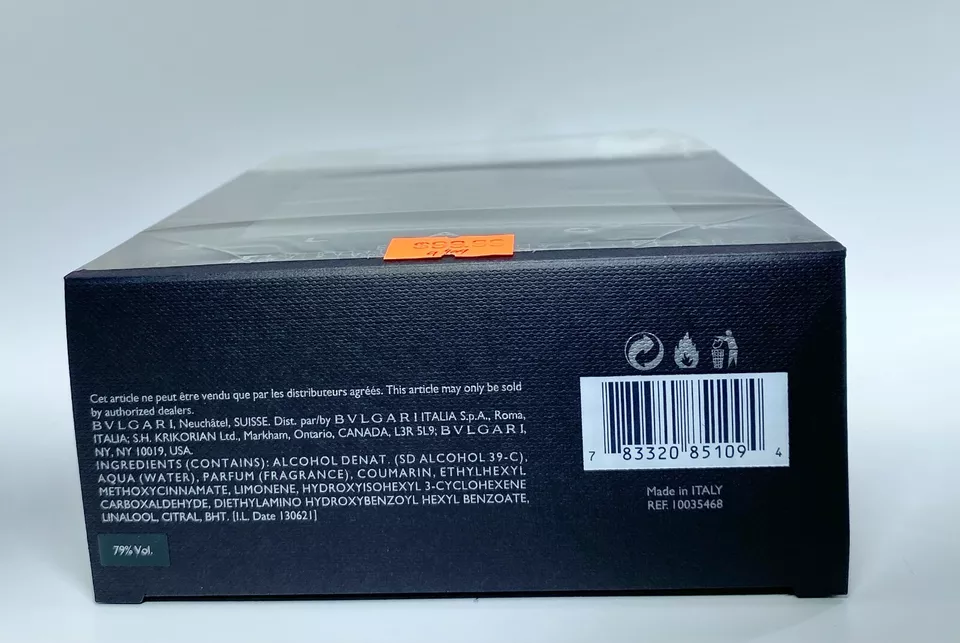 Cet article ne peut être vendu que par les distributeurs agréés. This article may only be sold
by authorized dealers.
BVLGARI, Neuchâtel, SUISSE. Dist. par/by BVLGARI ITALIA S.p.A., Roma,
ITALIA; S.H. KRIKORIAN Ltd., Markham, Ontario, CANADA, L3R 5L9; BVLGARI,
NY, NY 10019, USA.
INGREDIENTS (CONTAINS): ALCOHOL DENAT. (SD ALCOHOL 39-C),
AQUA (WATER), PARFUM (FRAGRANCE), COUMARIN, ETHYLHEXYL
METHOXYCINNAMATE, LIMONENE, HYDROXYISOHEXYL 3-CYCLOHEXENE
CARBOXALDEHYDE, DIETHYLAMINO HYDROXYBENZOYL HEXYL BENZOATE,
LINALOOL, CITRAL, BHT. [I.L. Date 130621]
79% Vol.
7 83320 85109 4
Made in ITALY
REF. 10035468